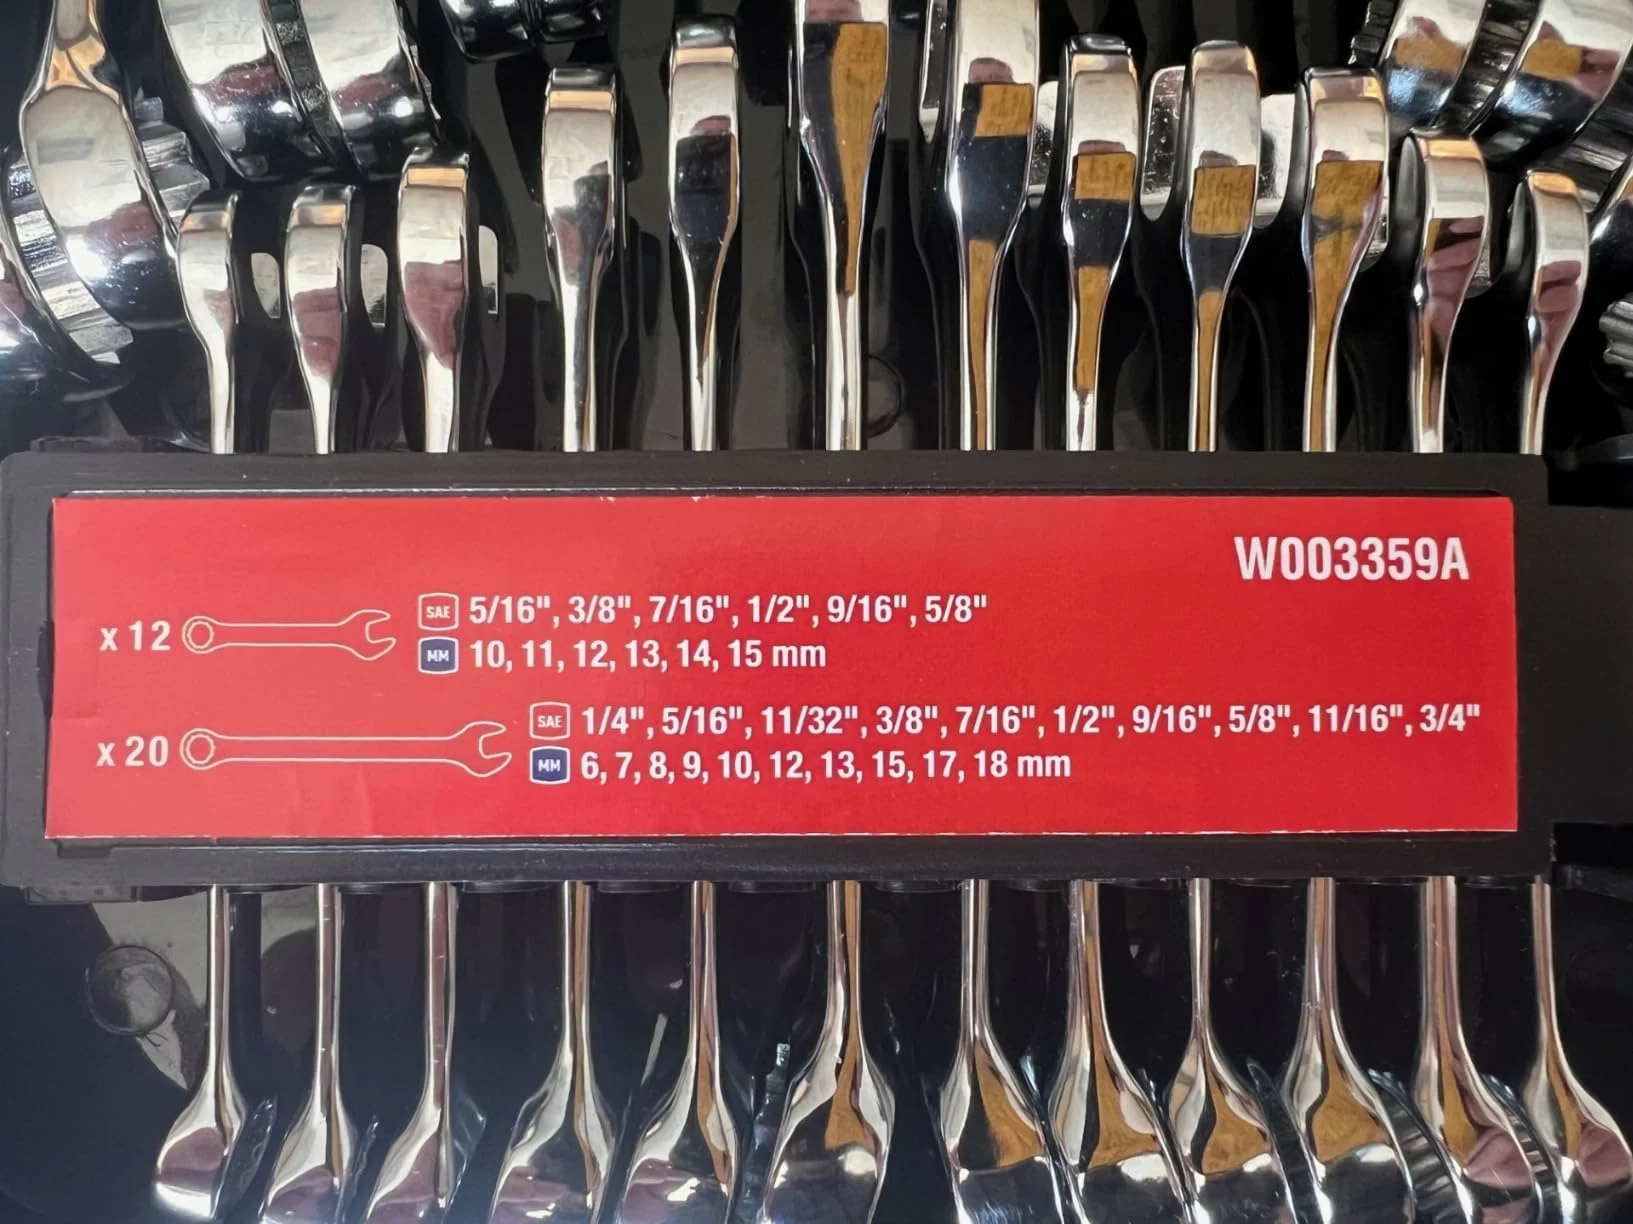 W003359A
x 12 SAE 5/16", 3/8", 7/16", 1/2", 9/16", 5/8"
MM 10, 11, 12, 13, 14, 15 mm
x 20 SAE 1/4", 5/16", 11/32", 3/8", 7/16", 1/2", 9/16", 5/8", 11/16", 3/4"
MM 6, 7, 8, 9, 10, 12, 13, 15, 17, 18 mm